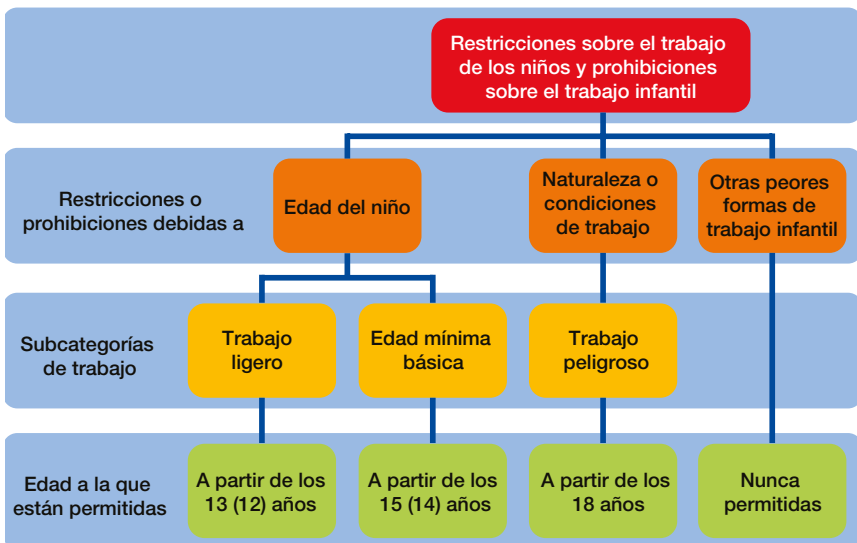 Restricciones sobre el trabajo
de los niños y prohibiciones
sobre el trabajo infantil
Restricciones o
prohibiciones debidas a
Edad del niño
Naturaleza o
condiciones
de trabajo
Otras peores
formas de
trabajo infantil
Subcategorías
de trabajo
Trabajo
ligero
Edad mínima
básica
Trabajo
peligroso
Edad a la que
están permitidas
A partir de los
13 (12) años
A partir de los
15 (14) años
A partir de los
18 años
Nunca
permitidas